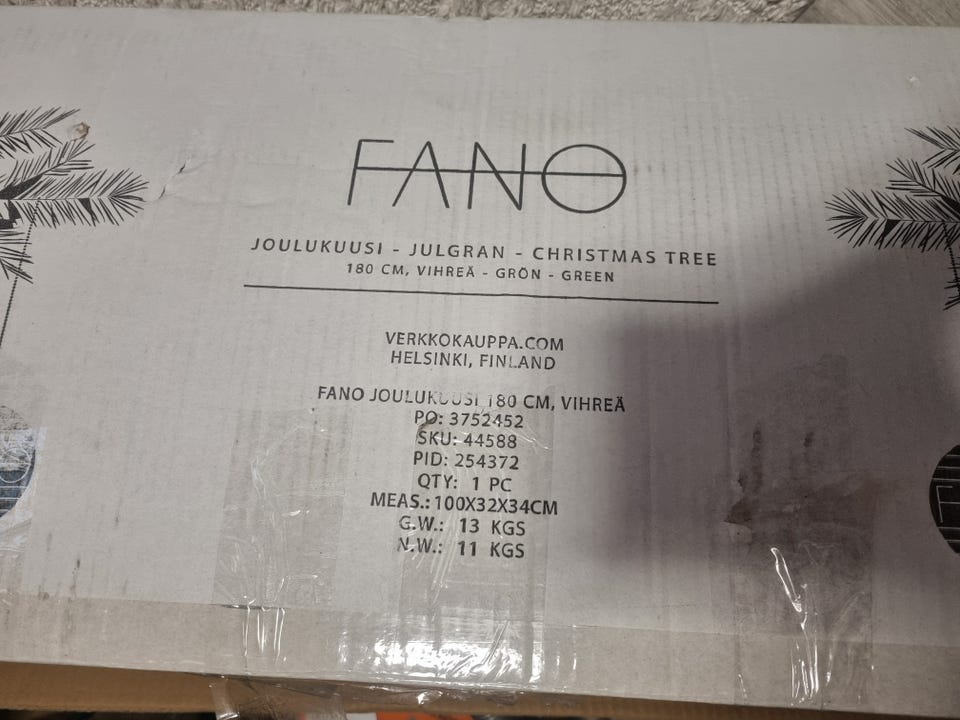 FANO
JOULUKUUSI - JULGRAN - CHRISTMAS TREE
180 CM, VIHREÄ - GRÖN - GREEN
VERKKOKAUPPA.COM
HELSINKI, FINLAND
FANO JOULUKUUSI 180 CM, VIHREÄ
PO: 3752452
SKU: 44588
PID: 254372
QTY: 1 PC
MEAS.: 100X32X34CM
G.W.: 13 KGS
N.W.: 11 KGS